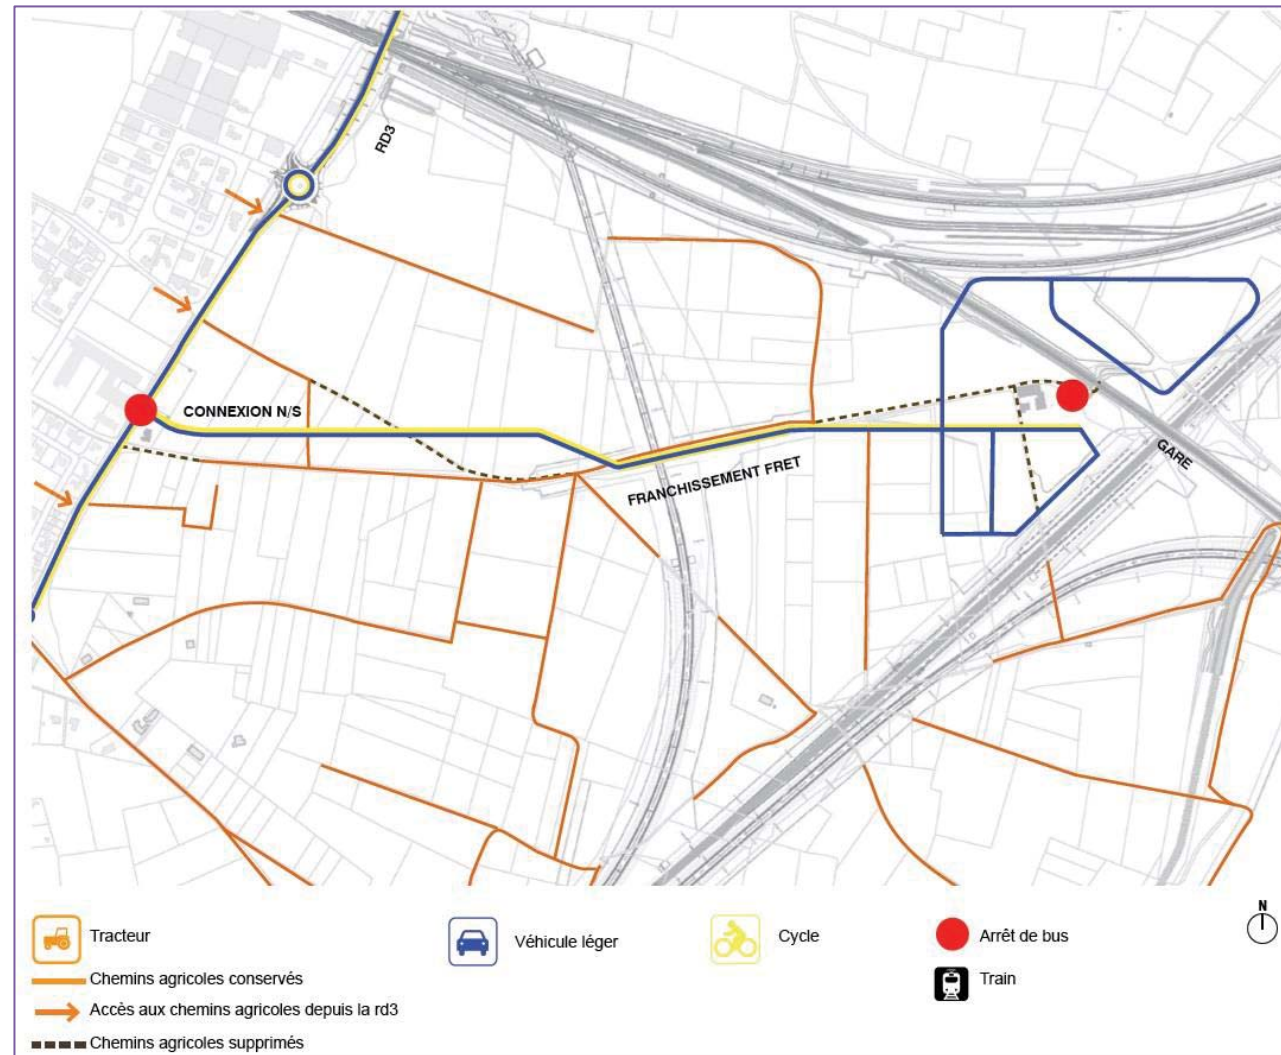 RD3
CONNEXION N/S
FRANCHISSEMENT FRET
GARE
N
Tracteur
Véhicule léger
Cycle
Arrêt de bus
Chemins agricoles conservés
Train
Accès aux chemins agricoles depuis la rd3
Chemins agricoles supprimés